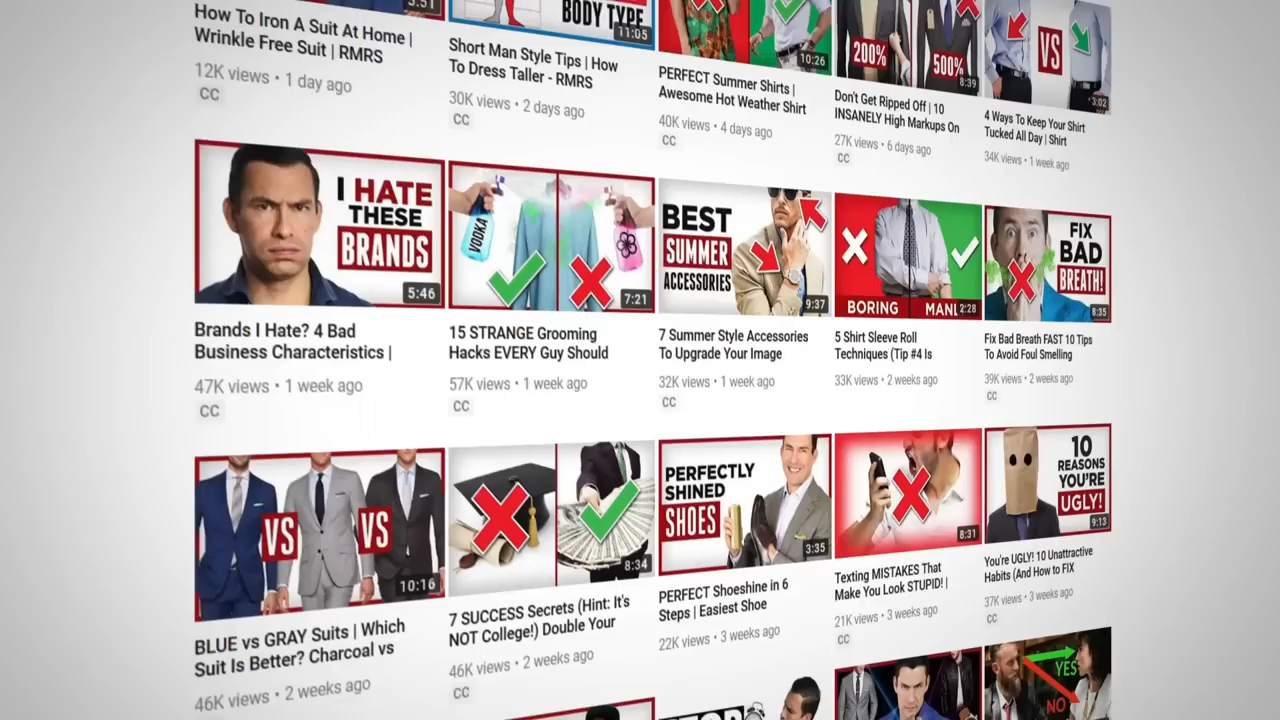 3:51
How To Iron A Suit At Home |
Wrinkle Free Suit | RMRS
12K views • 1 day ago
CC
BODY TYPE
11:05
Short Man Style Tips | How
To Dress Taller - RMRS
30K views • 2 days ago
CC
10:26
PERFECT Summer Shirts |
Awesome Hot Weather Shirt
40K views • 4 days ago
CC
200%
500%
8:39
Don't Get Ripped Off | 10
INSANELY High Markups On
27K views • 6 days ago
CC
VS
3:02
4 Ways To Keep Your Shirt
Tucked All Day | Shirt
34K views • 1 week ago
I HATE
THESE
BRANDS
5:46
Brands I Hate? 4 Bad
Business Characteristics |
47K views • 1 week ago
CC
VODKA
7:21
15 STRANGE Grooming
Hacks EVERY Guy Should
57K views • 1 week ago
CC
BEST
SUMMER
ACCESSORIES
9:37
7 Summer Style Accessories
To Upgrade Your Image
32K views • 1 week ago
CC
BORING
MANL
2:28
5 Shirt Sleeve Roll
Techniques (Tip #4 Is
33K views • 2 weeks ago
FIX
BAD
BREATH!
8:35
Fix Bad Breath FAST 10 Tips
To Avoid Foul Smelling
39K views • 2 weeks ago
CC
VS
VS
10:16
BLUE vs GRAY Suits | Which
Suit Is Better? Charcoal vs
46K views • 2 weeks ago
8:34
7 SUCCESS Secrets (Hint: It's
NOT College!) Double Your
46K views • 2 weeks ago
CC
PERFECTLY
SHINED
SHOES
3:35
PERFECT Shoeshine in 6
Steps | Easiest Shoe
22K views • 3 weeks ago
8:31
Texting MISTAKES That
Make You Look STUPID! |
21K views • 3 weeks ago
CC
10
REASONS
YOU'RE
UGLY!
9:13
You're UGLY! 10 Unattractive
Habits (And How to FIX
37K views • 3 weeks ago
CC
YES
NO